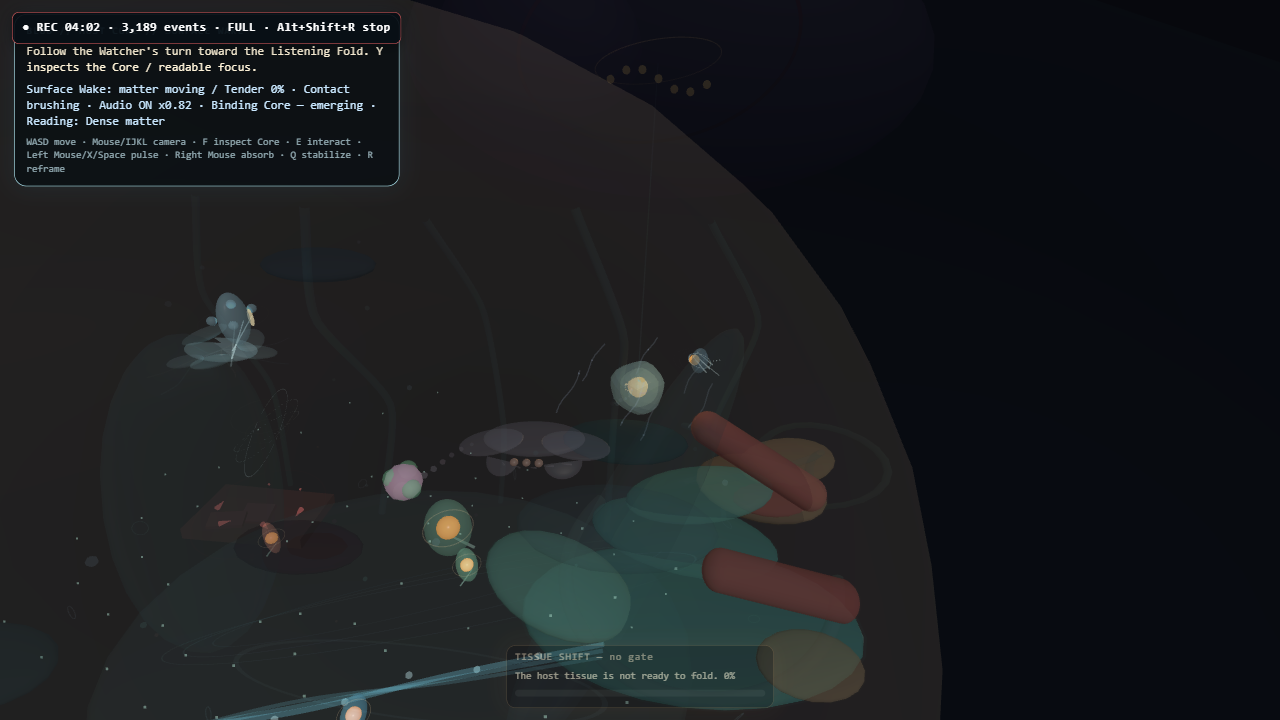 ● REC 04:02 · 3,189 events · FULL · Alt+Shift+R stop
Follow the Watcher's turn toward the Listening Fold. Y
inspects the Core / readable focus.
Surface Wake: matter moving / Tender 0% · Contact
brushing · Audio ON x0.82 · Binding Core — emerging ·
Reading: Dense matter
WASD move · Mouse/IJKL camera · F inspect Core · E interact ·
Left Mouse/X/Space pulse · Right Mouse absorb · Q stabilize · R
reframe
TISSUE SHIFT — no gate
The host tissue is not ready to fold. 0%